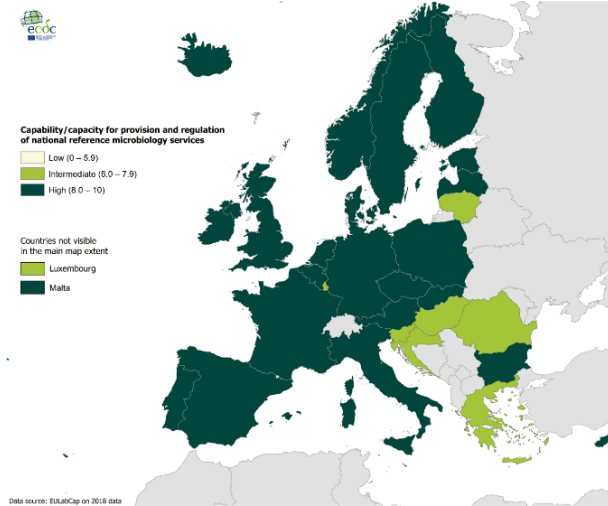 ecdc
Capability/capacity for provision and regulation
of national reference microbiology services
Low (0 – 5.9)
Intermediate (6.0 – 7.9)
High (8.0 – 10)
Countries not visible
in the main map extent
Luxembourg
Malta
Data source: EULabCap on 2018 data